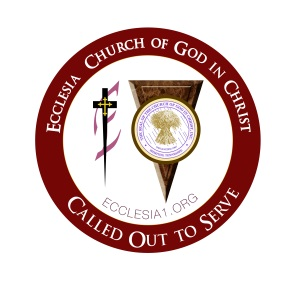 Ecclesia Church of God in Christ
ECCLESIA1.ORG
Called Out to Serve